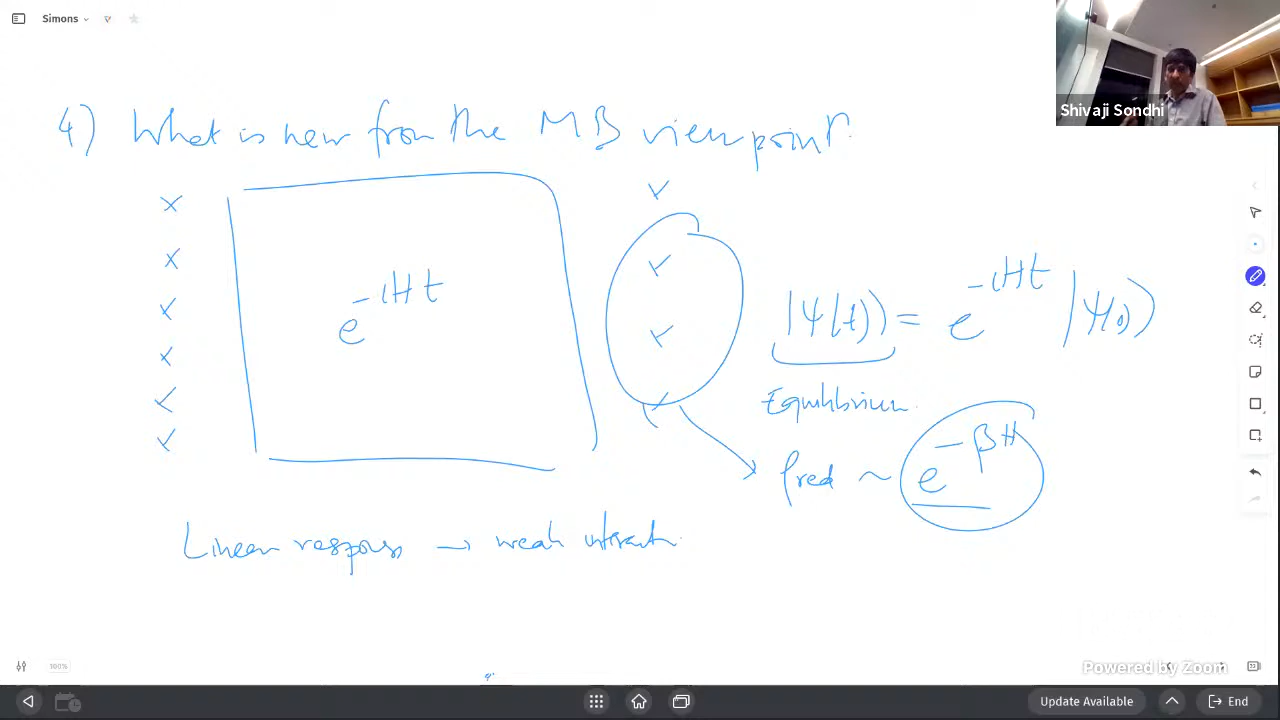 Simons
Shivaji Sondhi
4) What is new from the MB viewpoint.
e^{-iHt}
|Ψ(t)⟩ = e^{-iHt} |Ψ(0)⟩
Equilibrium.
ρred ~ e^{-βH}
Linear response → weak
100%
Powered by Zoom
Update Available
End